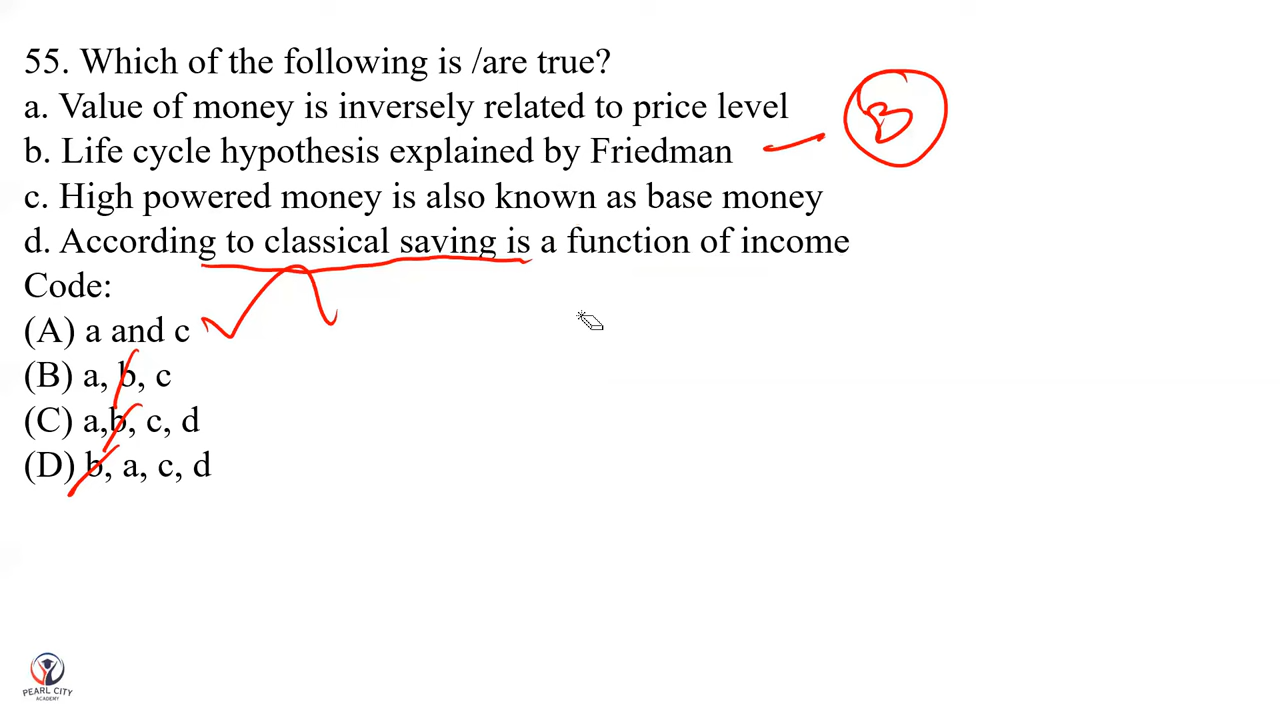 55. Which of the following is /are true?
a. Value of money is inversely related to price level
b. Life cycle hypothesis explained by Friedman
B
c. High powered money is also known as base money
d. According to classical saving is a function of income
Code:
(A) a and c
(B) a, b, c
(C) a,b, c, d
(D) b, a, c, d
PEARL CITY
ACADEMY